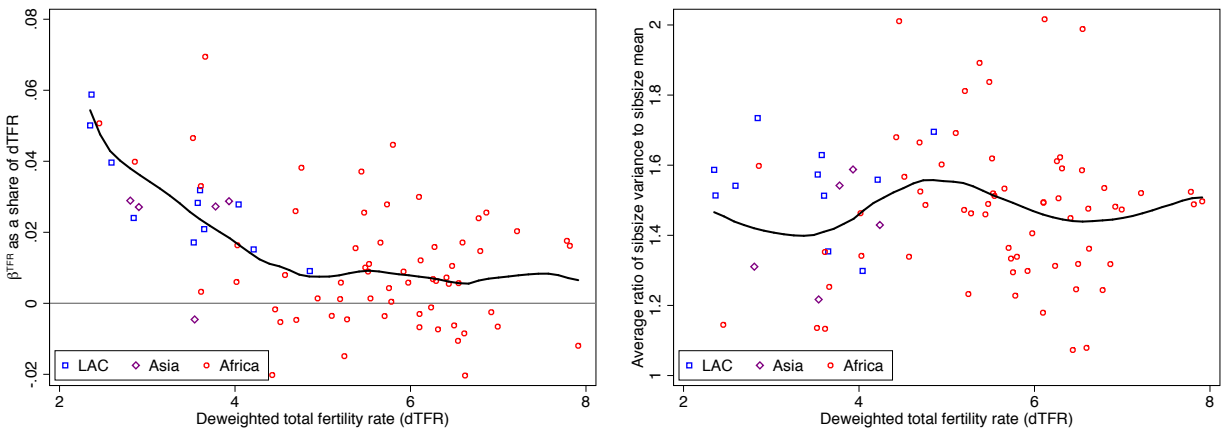 β^TFR as a share of dTFR
.08
.06
.04
.02
0
-.02
LAC Asia Africa
2 4 6 8
Deweighted total fertility rate (dTFR)
Average ratio of sibsize variance to sibsize mean
2
1.8
1.6
1.4
1.2
1
LAC Asia Africa
2 4 6 8
Deweighted total fertility rate (dTFR)